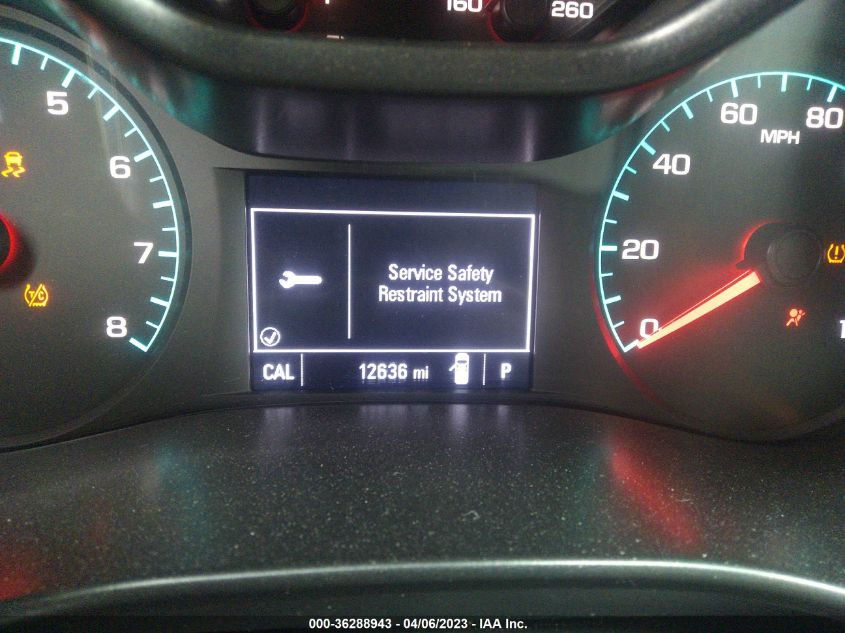 160 260
5
6
7
8
T/C
Service Safety
Restraint System
CAL 12636 mi P
0
20
40
60
80
MPH
000-36288943 - 04/06/2023 - IAA Inc.